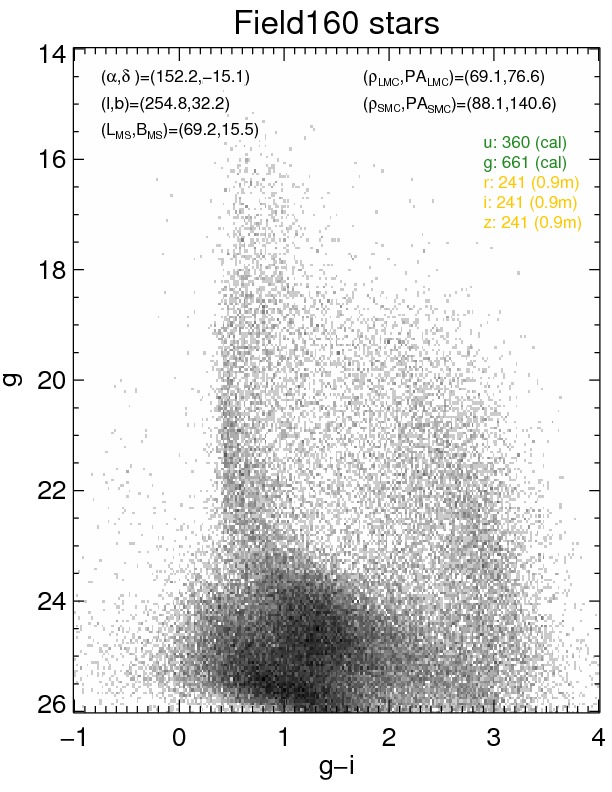 Field160 stars
(α,δ)=(152.2,−15.1)
(ρLMC,PALMC)=(69.1,76.6)
(l,b)=(254.8,32.2)
(ρSMC,PASMC)=(88.1,140.6)
(LMS,BMS)=(69.2,15.5)
u: 360 (cal)
g: 661 (cal)
r: 241 (0.9m)
i: 241 (0.9m)
z: 241 (0.9m)
14
16
18
20
22
24
26
g
−1 0 1 2 3 4
g−i